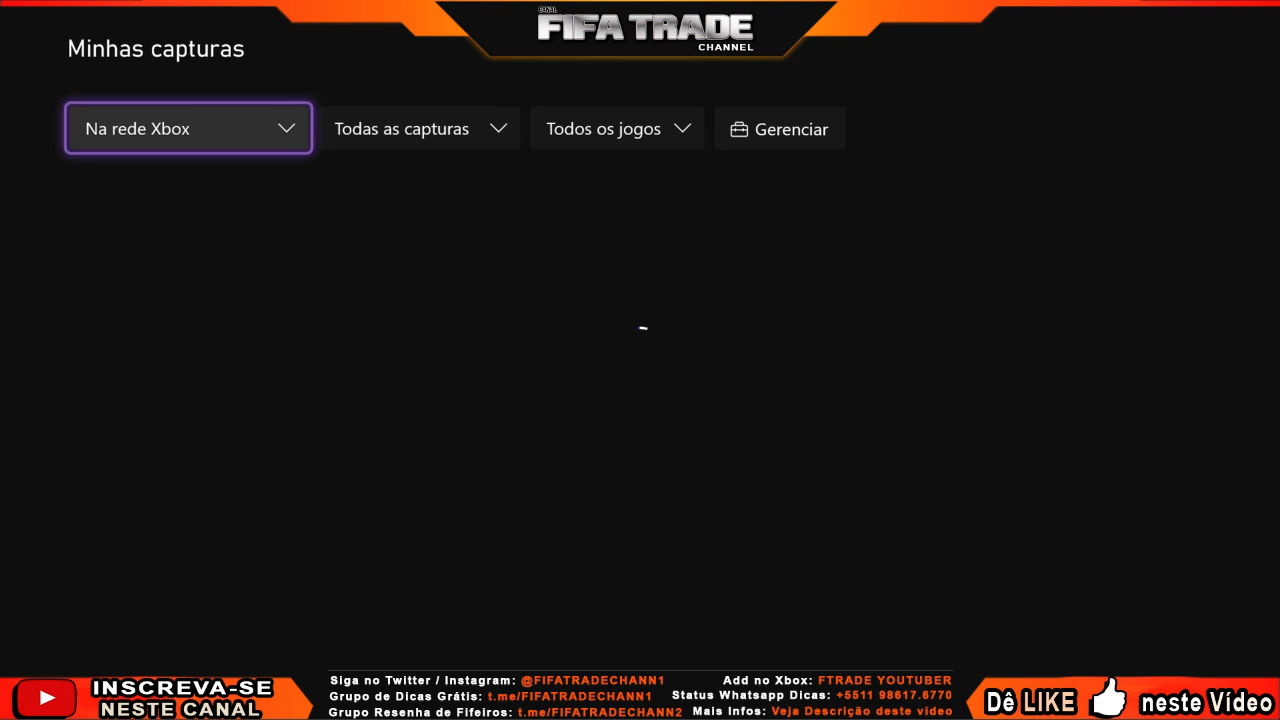 CANAL
FIFA TRADE
CHANNEL
Minhas capturas
Na rede Xbox
Todas as capturas
Todos os jogos
Gerenciar
INSCREVA-SE
NESTE CANAL
Siga no Twitter / Instagram: @FIFATRADECHANN1
Grupo de Dicas Grátis: t.me/FIFATRADECHANN1
Grupo Resenha de Fifeiros: t.me/FIFATRADECHANN2
Add no Xbox: FTRADE YOUTUBER
Status Whatsapp Dicas: +5511 98617.6770
Mais Infos: Veja Descrição deste vídeo
Dê LIKE neste Vídeo